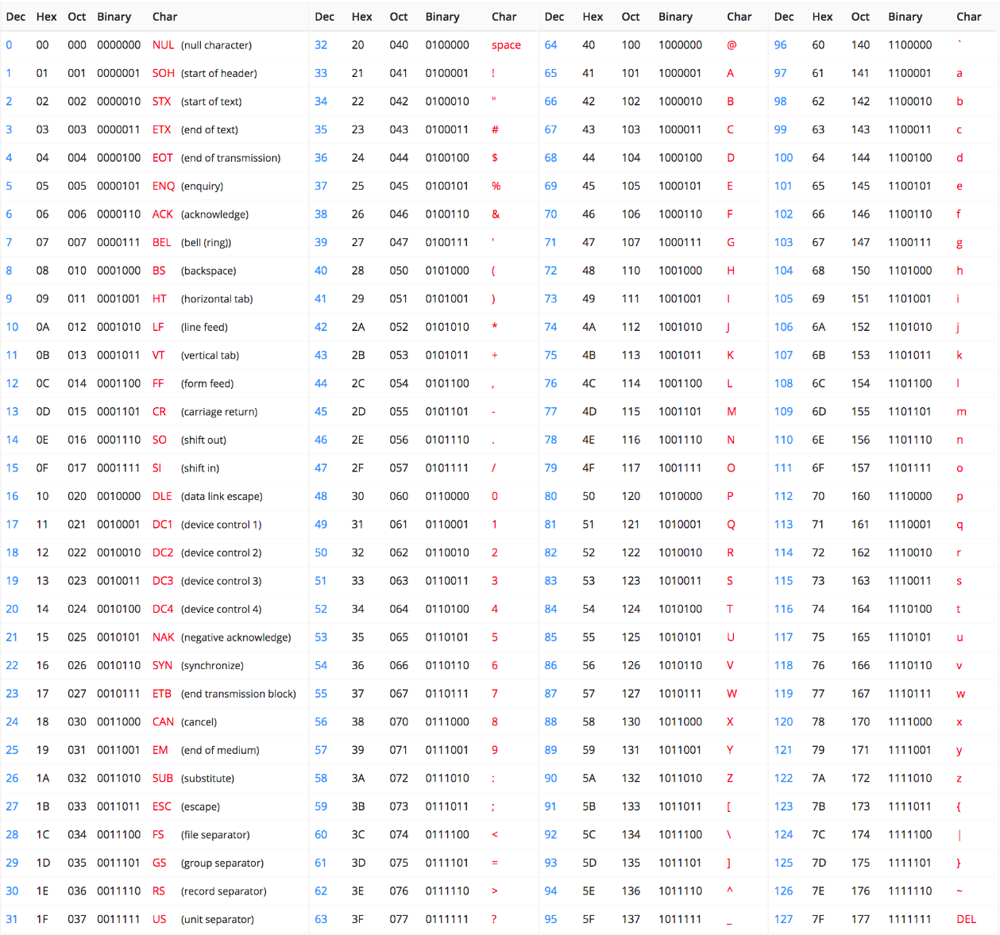 Dec Hex Oct Binary Char Dec Hex Oct Binary Char Dec Hex Oct Binary Char Dec Hex Oct Binary Char
0 00 000 0000000 NUL (null character) 32 20 040 0100000 space 64 40 100 1000000 @ 96 60 140 1100000 `
1 01 001 0000001 SOH (start of header) 33 21 041 0100001 ! 65 41 101 1000001 A 97 61 141 1100001 a
2 02 002 0000010 STX (start of text) 34 22 042 0100010 " 66 42 102 1000010 B 98 62 142 1100010 b
3 03 003 0000011 ETX (end of text) 35 23 043 0100011 # 67 43 103 1000011 C 99 63 143 1100011 c
4 04 004 0000100 EOT (end of transmission) 36 24 044 0100100 $ 68 44 104 1000100 D 100 64 144 1100100 d
5 05 005 0000101 ENQ (enquiry) 37 25 045 0100101 % 69 45 105 1000101 E 101 65 145 1100101 e
6 06 006 0000110 ACK (acknowledge) 38 26 046 0100110 & 70 46 106 1000110 F 102 66 146 1100110 f
7 07 007 0000111 BEL (bell (ring)) 39 27 047 0100111 ' 71 47 107 1000111 G 103 67 147 1100111 g
8 08 010 0001000 BS (backspace) 40 28 050 0101000 ( 72 48 110 1001000 H 104 68 150 1101000 h
9 09 011 0001001 HT (horizontal tab) 41 29 051 0101001 ) 73 49 111 1001001 I 105 69 151 1101001 i
10 0A 012 0001010 LF (line feed) 42 2A 052 0101010 * 74 4A 112 1001010 J 106 6A 152 1101010 j
11 0B 013 0001011 VT (vertical tab) 43 2B 053 0101011 + 75 4B 113 1001011 K 107 6B 153 1101011 k
12 0C 014 0001100 FF (form feed) 44 2C 054 0101100 , 76 4C 114 1001100 L 108 6C 154 1101100 l
13 0D 015 0001101 CR (carriage return) 45 2D 055 0101101 - 77 4D 115 1001101 M 109 6D 155 1101101 m
14 0E 016 0001110 SO (shift out) 46 2E 056 0101110 . 78 4E 116 1001110 N 110 6E 156 1101110 n
15 0F 017 0001111 SI (shift in) 47 2F 057 0101111 / 79 4F 117 1001111 O 111 6F 157 1101111 o
16 10 020 0010000 DLE (data link escape) 48 30 060 0110000 0 80 50 120 1010000 P 112 70 160 1110000 p
17 11 021 0010001 DC1 (device control 1) 49 31 061 0110001 1 81 51 121 1010001 Q 113 71 161 1110001 q
18 12 022 0010010 DC2 (device control 2) 50 32 062 0110010 2 82 52 122 1010010 R 114 72 162 1110010 r
19 13 023 0010011 DC3 (device control 3) 51 33 063 0110011 3 83 53 123 1010011 S 115 73 163 1110011 s
20 14 024 0010100 DC4 (device control 4) 52 34 064 0110100 4 84 54 124 1010100 T 116 74 164 1110100 t
21 15 025 0010101 NAK (negative acknowledge) 53 35 065 0110101 5 85 55 125 1010101 U 117 75 165 1110101 u
22 16 026 0010110 SYN (synchronize) 54 36 066 0110110 6 86 56 126 1010110 V 118 76 166 1110110 v
23 17 027 0010111 ETB (end transmission block) 55 37 067 0110111 7 87 57 127 1010111 W 119 77 167 1110111 w
24 18 030 0011000 CAN (cancel) 56 38 070 0111000 8 88 58 130 1011000 X 120 78 170 1111000 x
25 19 031 0011001 EM (end of medium) 57 39 071 0111001 9 89 59 131 1011001 Y 121 79 171 1111001 y
26 1A 032 0011010 SUB (substitute) 58 3A 072 0111010 : 90 5A 132 1011010 Z 122 7A 172 1111010 z
27 1B 033 0011011 ESC (escape) 59 3B 073 0111011 ; 91 5B 133 1011011 [ 123 7B 173 1111011 {
28 1C 034 0011100 FS (file separator) 60 3C 074 0111100 < 92 5C 134 1011100 \ 124 7C 174 1111100 |
29 1D 035 0011101 GS (group separator) 61 3D 075 0111101 = 93 5D 135 1011101 ] 125 7D 175 1111101 }
30 1E 036 0011110 RS (record separator) 62 3E 076 0111110 > 94 5E 136 1011110 ^ 126 7E 176 1111110 ~
31 1F 037 0011111 US (unit separator) 63 3F 077 0111111 ? 95 5F 137 1011111 _ 127 7F 177 1111111 DEL